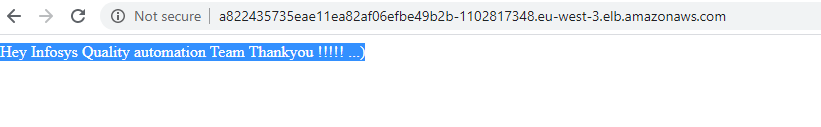 Not secure a822435735eae11ea82af06efbe49b2b-1102817348.eu-west-3.elb.amazonaws.com
Hey Infosys Quality automation Team Thankyou !!!!! ...)